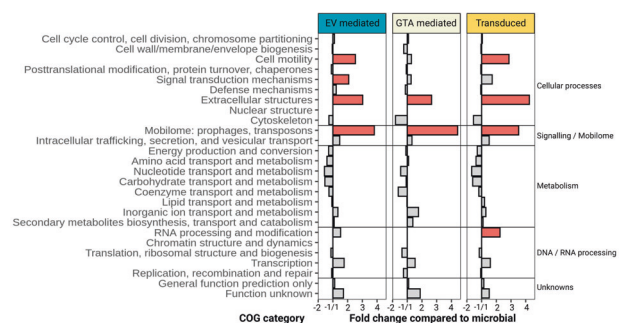 EV mediated GTA mediated Transduced
Cell cycle control, cell division, chromosome partitioning
Cell wall/membrane/envelope biogenesis
Cell motility
Posttranslational modification, protein turnover, chaperones
Signal transduction mechanisms
Defense mechanisms
Extracellular structures
Nuclear structure
Cytoskeleton
Cellular processes
Mobilome: prophages, transposons
Intracellular trafficking, secretion, and vesicular transport
Signalling / Mobilome
Energy production and conversion
Amino acid transport and metabolism
Nucleotide transport and metabolism
Carbohydrate transport and metabolism
Coenzyme transport and metabolism
Lipid transport and metabolism
Inorganic ion transport and metabolism
Secondary metabolites biosynthesis, transport and catabolism
Metabolism
RNA processing and modification
Chromatin structure and dynamics
Translation, ribosomal structure and biogenesis
Transcription
Replication, recombination and repair
DNA / RNA processing
General function prediction only
Function unknown
Unknowns
-2 -1/1 2 3 4 -2 -1/1 2 3 4 -2 -1/1 2 3 4
COG category Fold change compared to microbial